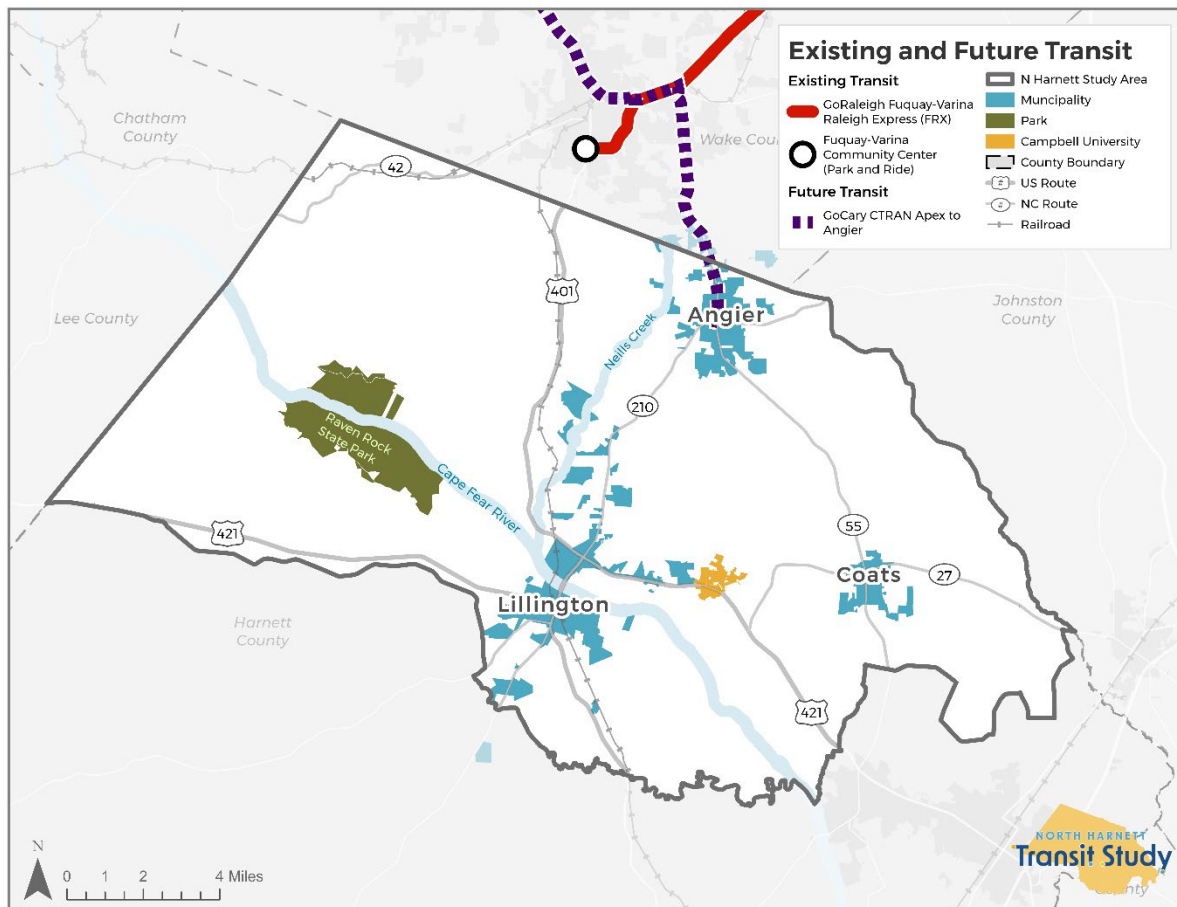 Existing and Future Transit
Existing Transit
GoRaleigh Fuquay-Varina
Raleigh Express (FRX)
Fuquay-Varina
Community Center
(Park and Ride)
Future Transit
GoCary CTRAN Apex to
Angier
N Harnett Study Area
Muncipality
Park
Campbell University
County Boundary
#
US Route
#
NC Route
Railroad
Chatham
County
Wake Cou
42
Lee County
401
Neills Creek
Angier
Johnston
County
210
Raven Rock
State Park
Cape Fear River
421
55
Coats
27
Lillington
Harnett
County
421
N
0 1 2 4 Miles
NORTH HARNETT
Transit Study
County